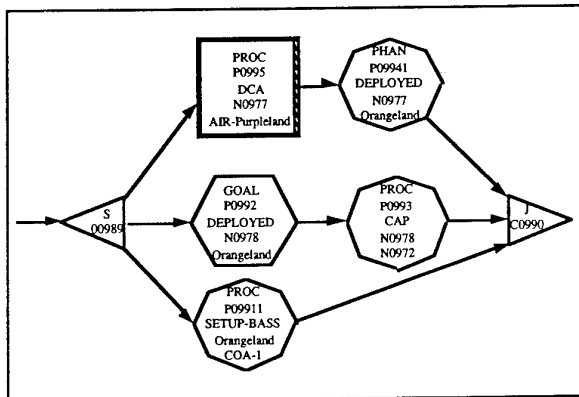 PROC
P0995
DCA
N0977
AIR-Purpleland
PHAN
P09941
DEPLOYED
N0977
Orangeland
S
00989
GOAL
P0992
DEPLOYED
N0978
Orangeland
PROC
P0993
CAP
N0978
N0972
J
C0990
PROC
P09911
SETUP-BASS
Orangeland
COA-1